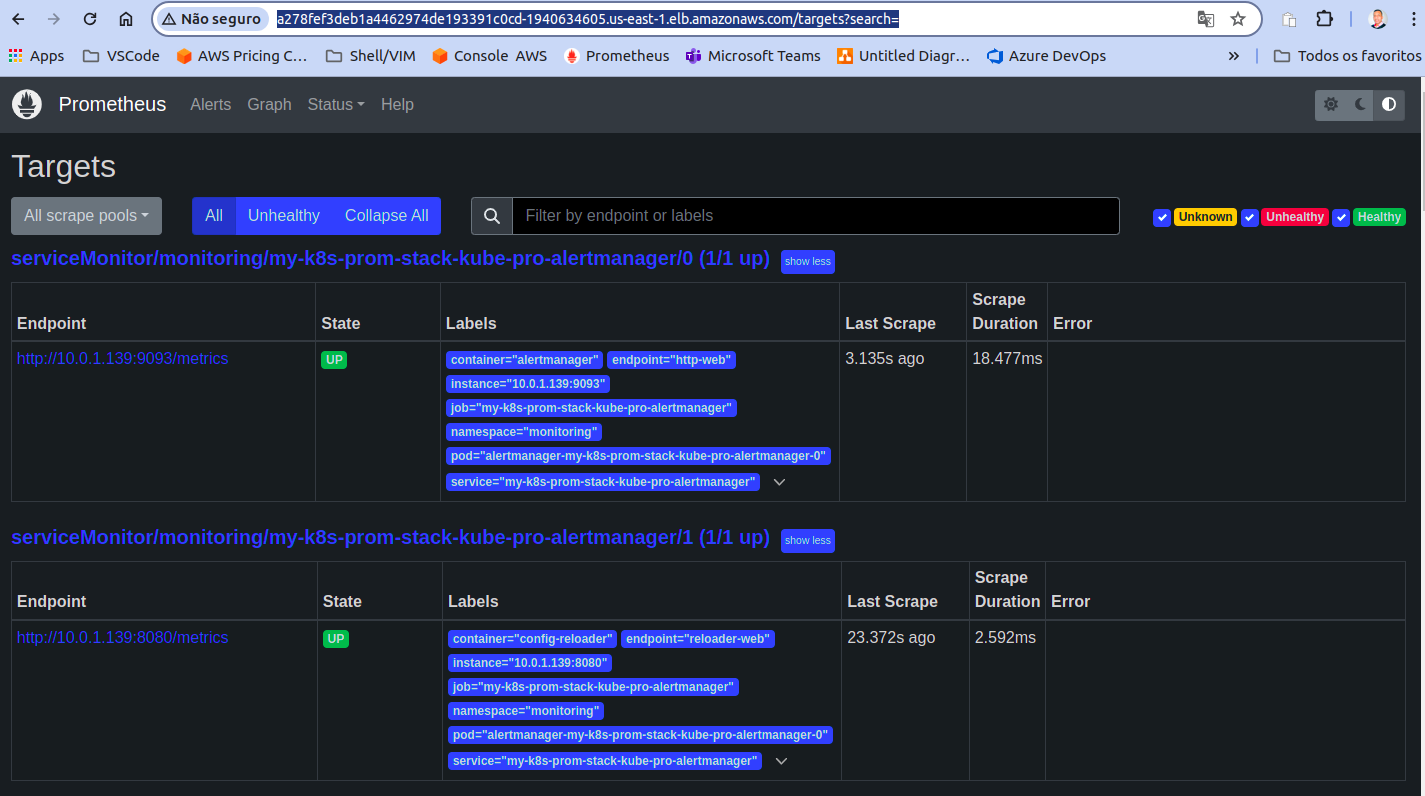 Não seguro a278fef3deb1a4462974de193391c0cd-1940634605.us-east-1.elb.amazonaws.com/targets?search=
Apps VSCode AWS Pricing C... Shell/VIM Console AWS Prometheus Microsoft Teams Untitled Diagr... Azure DevOps » Todos os favoritos
Prometheus Alerts Graph Status Help
Targets
All scrape pools All Unhealthy Collapse All Filter by endpoint or labels Unknown Unhealthy Healthy
serviceMonitor/monitoring/my-k8s-prom-stack-kube-pro-alertmanager/0 (1/1 up) show less
Endpoint State Labels Last Scrape Scrape Duration Error
http://10.0.1.139:9093/metrics UP container="alertmanager" endpoint="http-web" 3.135s ago 18.477ms
instance="10.0.1.139:9093"
job="my-k8s-prom-stack-kube-pro-alertmanager"
namespace="monitoring"
pod="alertmanager-my-k8s-prom-stack-kube-pro-alertmanager-0"
service="my-k8s-prom-stack-kube-pro-alertmanager"
serviceMonitor/monitoring/my-k8s-prom-stack-kube-pro-alertmanager/1 (1/1 up) show less
Endpoint State Labels Last Scrape Scrape Duration Error
http://10.0.1.139:8080/metrics UP container="config-reloader" endpoint="reloader-web" 23.372s ago 2.592ms
instance="10.0.1.139:8080"
job="my-k8s-prom-stack-kube-pro-alertmanager"
namespace="monitoring"
pod="alertmanager-my-k8s-prom-stack-kube-pro-alertmanager-0"
service="my-k8s-prom-stack-kube-pro-alertmanager"